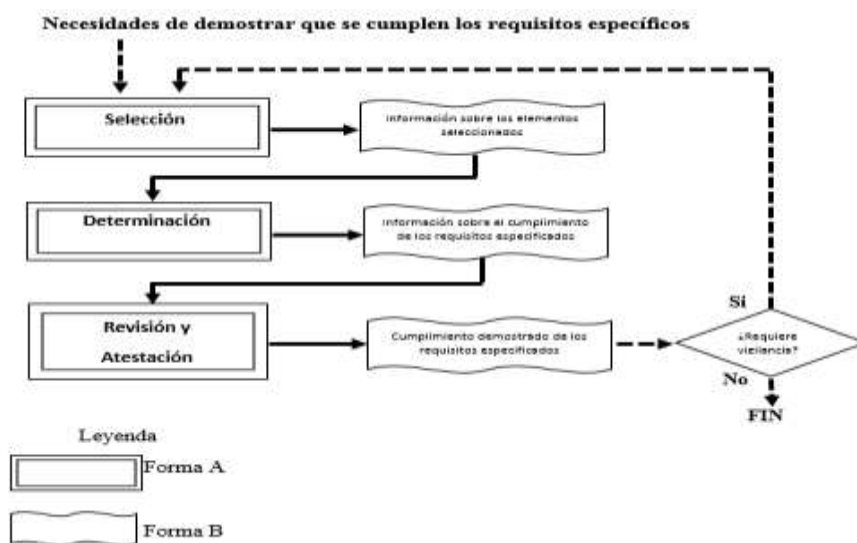 Necesidades de demostrar que se cumplen los requisitos específicos
Selección
Información sobre los elementos
seleccionados
Determinación
Información sobre el cumplimiento
de los requisitos especificados
Revisión y
Atestación
Cumplimiento demostrado de los
requisitos especificados
Sí
¿Requiere
vigilancia?
No
FIN
Leyenda
Forma A
Forma B